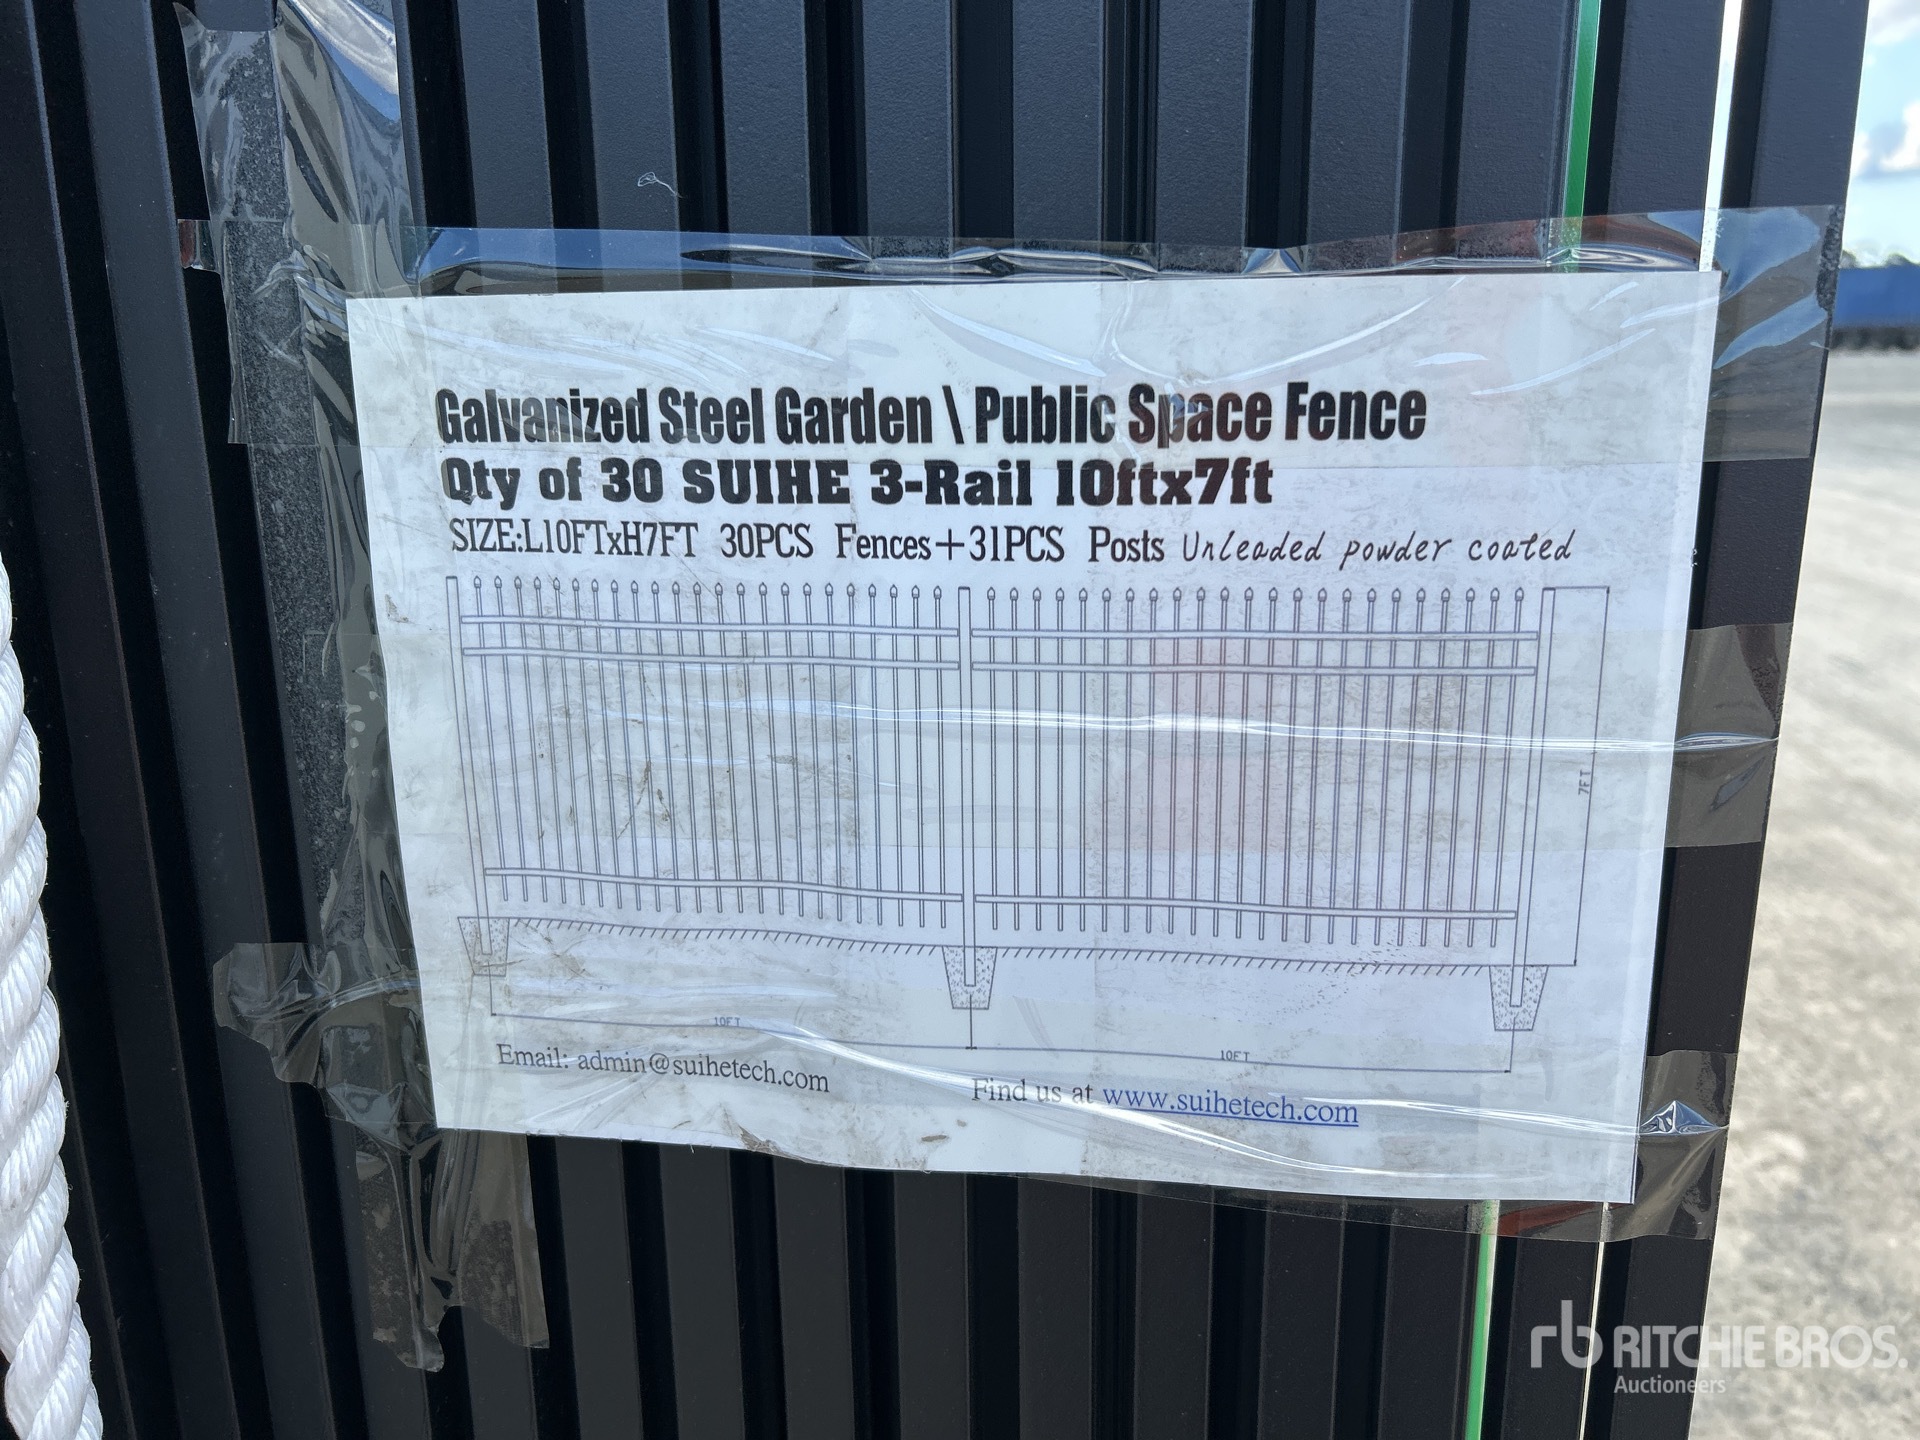 Galvanized Steel Garden \ Public Space Fence
Qty of 30 SUIHE 3-Rail 10ftx7ft
SIZE:L10FTxH7FT 30PCS Fences+31PCS Posts Unleaded powder coated
7FT
10FT
10FT
Email: admin@suihetech.com
Find us at www.suihetech.com
rb RITCHIE BROS.
Auctioneers